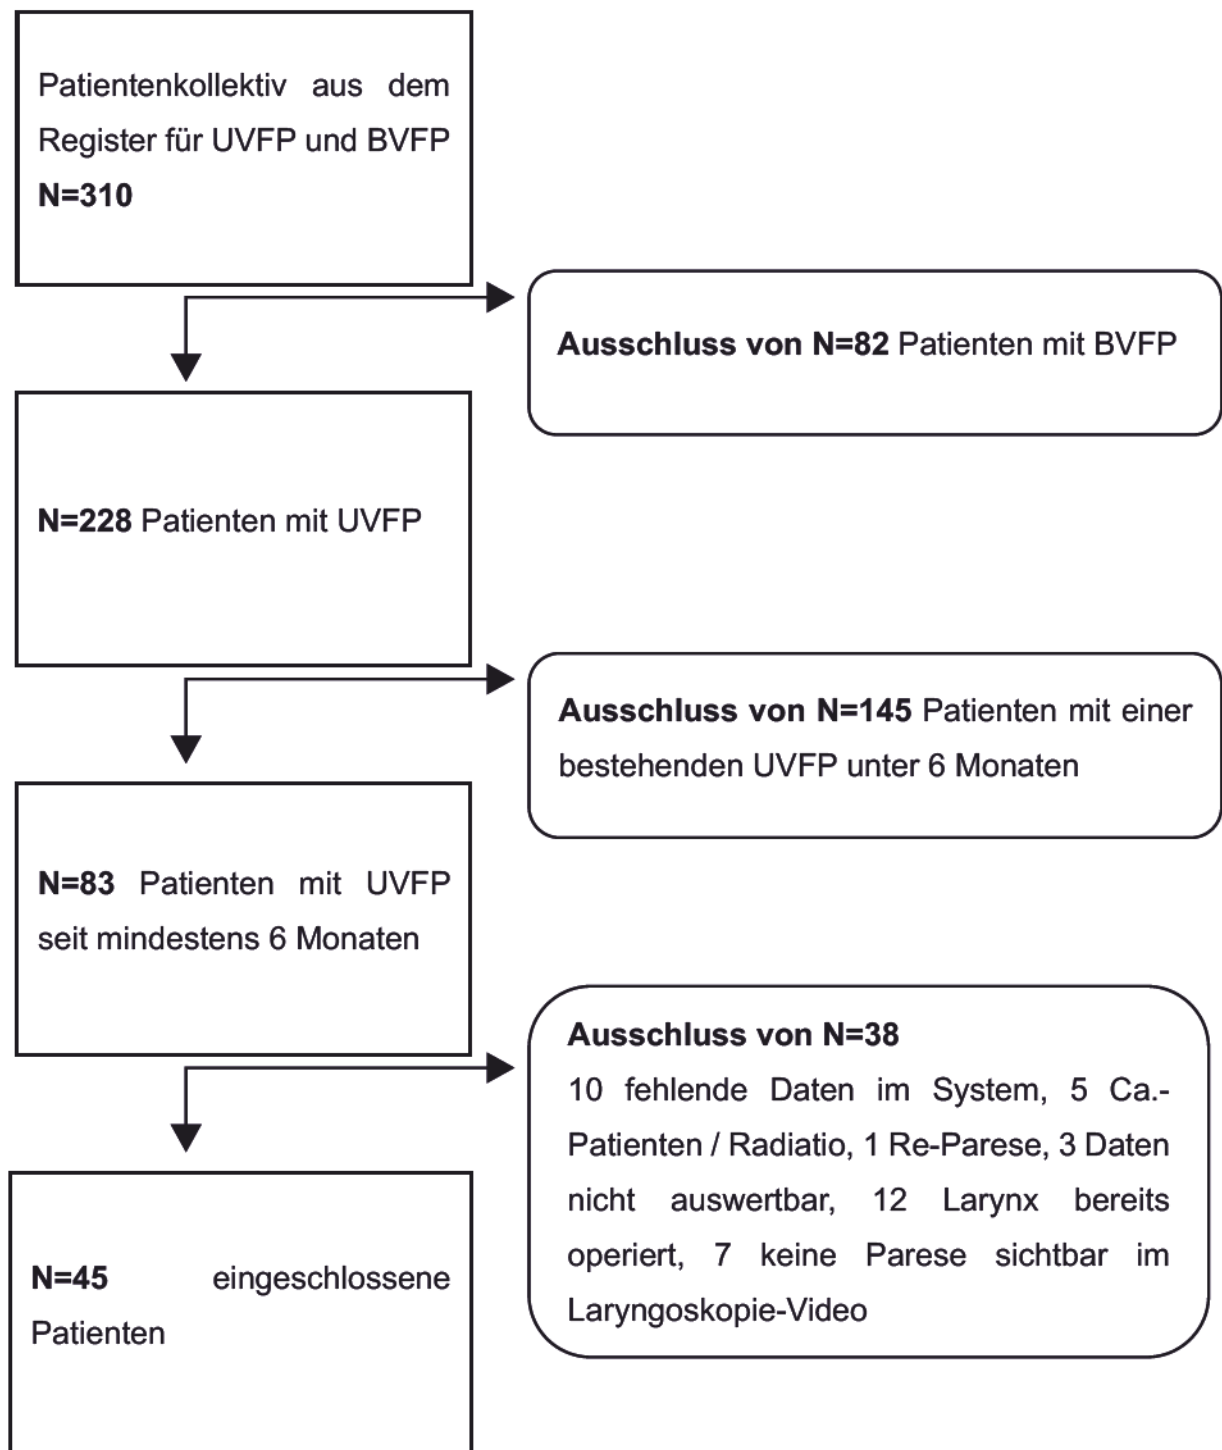 Patientenkollektiv aus dem
Register für UVFP und BVFP
N=310
Ausschluss von N=82 Patienten mit BVFP
N=228 Patienten mit UVFP
Ausschluss von N=145 Patienten mit einer
bestehenden UVFP unter 6 Monaten
N=83 Patienten mit UVFP
seit mindestens 6 Monaten
Ausschluss von N=38
10 fehlende Daten im System, 5 Ca.-
Patienten / Radiatio, 1 Re-Parese, 3 Daten
nicht auswertbar, 12 Larynx bereits
operiert, 7 keine Parese sichtbar im
Laryngoskopie-Video
N=45 eingeschlossene
Patienten